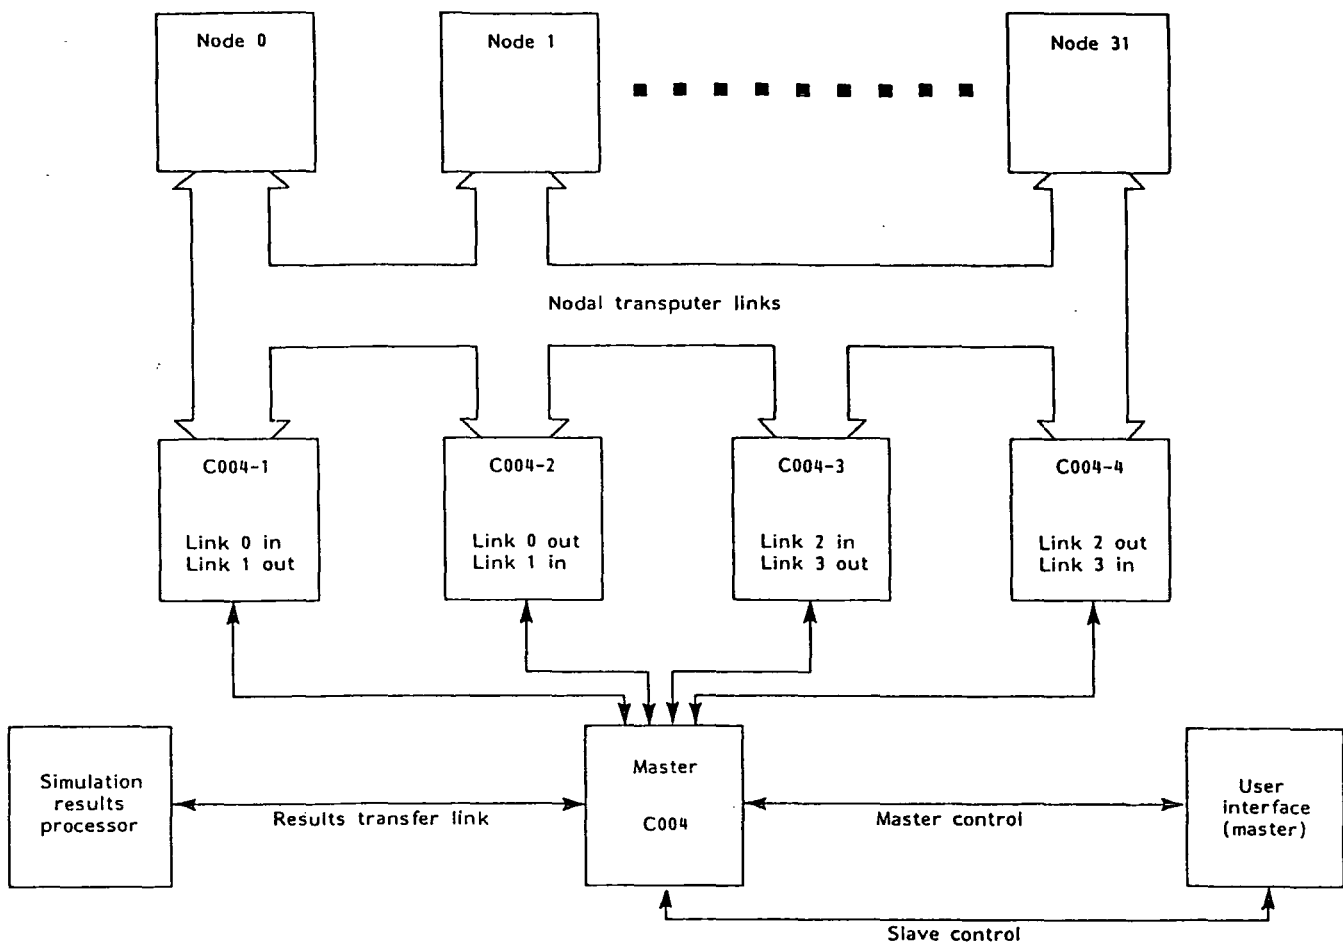 Node 0
Node 1
Node 31
Nodal transputer links
C004-1
Link 0 in
Link 1 out
C004-2
Link 0 out
Link 1 in
C004-3
Link 2 in
Link 3 out
C004-4
Link 2 out
Link 3 in
Simulation
results
processor
Results transfer link
Master
C004
Master control
User
interface
(master)
Slave control